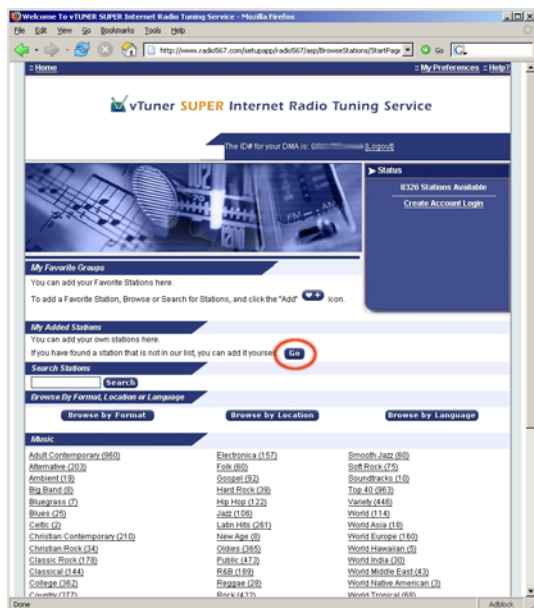 Welcome To vTUNER SUPER Internet Radio Tuning Service - Mozilla Firefox
File Edit View Go Bookmarks Tools Help
http://www.radio567.com/setupapp/radio567/asp/BrowseStations/StartPage Go
:: Home :: My Preferences :: Help?
vTuner SUPER Internet Radio Tuning Service
The ID# for your DMA is: [Logout]
Status
8326 Stations Available
Create Account Login
FM AM
My Favorite Groups
You can add your Favorite Stations here.
To add a Favorite Station, Browse or Search for Stations, and click the "Add" icon.
My Added Stations
You can add your own stations here.
If you have found a station that is not in our list, you can add it yourself. Go
Search Stations
Search
Browse By Format, Location or Language
Browse by Format Browse by Location Browse by Language
Music
Adult Contemporary (960) Electronica (157) Smooth Jazz (60)
Alternative (203) Folk (60) Soft Rock (75)
Ambient (19) Gospel (92) Soundtracks (10)
Big Band (8) Hard Rock (39) Top 40 (963)
Bluegrass (7) Hip Hop (122) Variety (446)
Blues (25) Jazz (106) World (114)
Celtic (2) Latin Hits (261) World Asia (18)
Christian Contemporary (210) New Age (8) World Europe (160)
Christian Rock (34) Oldies (365) World Hawaiian (5)
Classic Rock (178) Public (473) World India (30)
Classical (144) R&B (189) World Middle East (43)
College (362) Reggae (28) World Native American (3)
Country (277) Rock (422) World Tropical (68)
Done Adblock